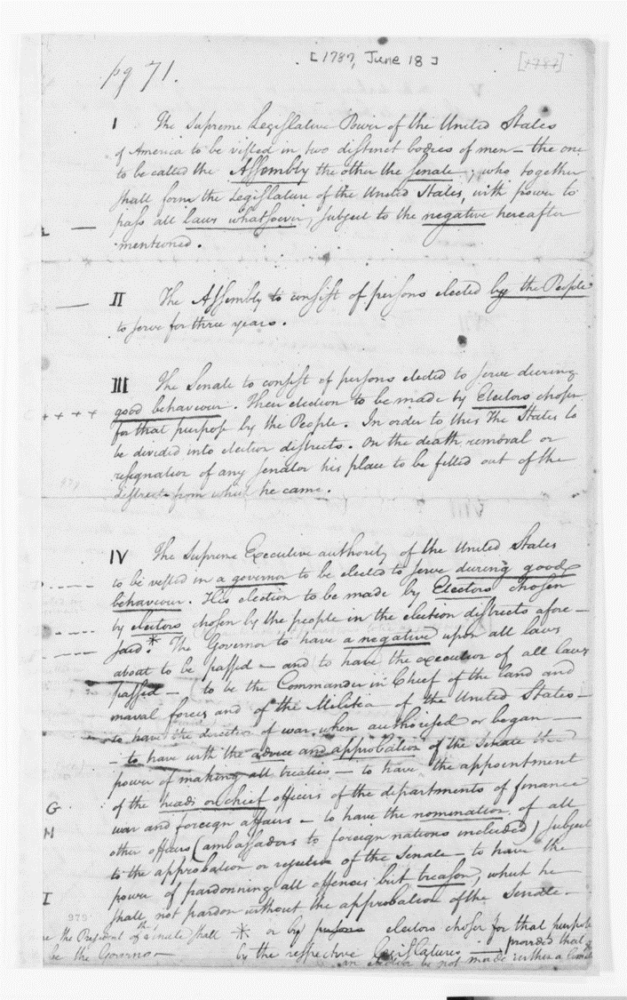 [1787, June 18]
[1787]
pg 71.
I The Supreme Legislative Power of the United States
of America to be vested in two distinct bodies of men – the one
to be called the Assembly the other the senate; who together
shall form the Legislature of the United States, with power to
pass all laws whatsoever, subject to the negative hereafter
mentioned.
II The Assembly to consist of persons elected by the People
to serve for three years.
III The Senate to consist of persons elected to serve during
good behaviour. Their election to be made by Electors chosen
++++
for that purpose by the People. In order to this The States to
be divided into election districts. On the death removal or
resignation of any senator his place to be filled out of the
district from which he came.
IV The Supreme Executive authority of the United States
to be vested in a governor to be elected to serve during good
behaviour. His election to be made by Electors chosen
by electors chosen by the people in the election districts afore–
said * The Governor to have a negative upon all laws
about to be passed – and to have the execution of all laws
passed – to be the Commander in Chief of the land and
naval forces and of the Militia of the United States –
to have the direction of war, when authorised or began –
– to have with the advice and approbation of the Senate the
power of making all treaties – to have the appointment
of the heads or chief officers of the departments of finance
G
war and foreign affairs – to have the nomination of all
H
other officers (ambassadors to foreign nations included) subject
to the approbation or rejection of the Senate – to have the
power of pardonning all offences but treason, which he
I
shall not pardon without the approbation of the Senate. –
979
the President of the senate shall
be the Governor –
* or by persons electors chosen for that purpose
by the respective legislatures – provided that
an election be not made within a